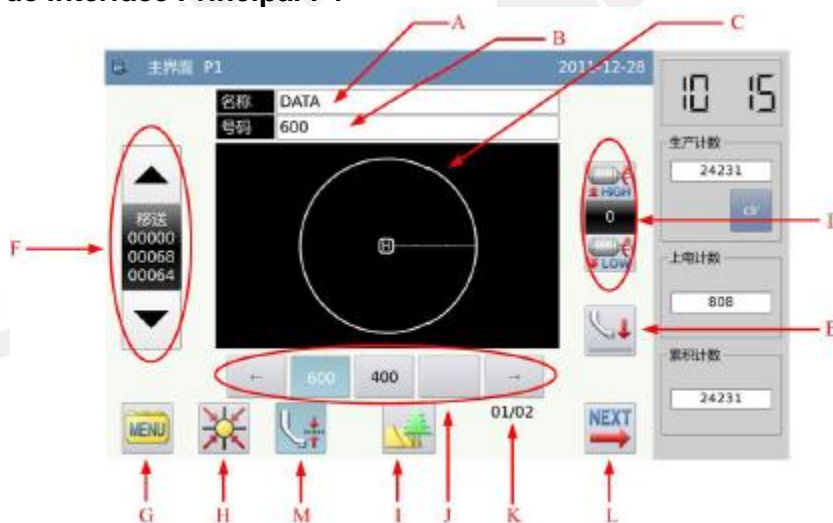 Interface Principal
A
B
C
主界面 P1
2011-12-28
10 15
名称 DATA
号码 600
生产计数
24231
clr
HIGH
0
LOW
F
移送
00000
00068
00064
上电计数
808
累积计数
24231
← 600 400 →
01/02
MENU
NEXT
G H M I J K L